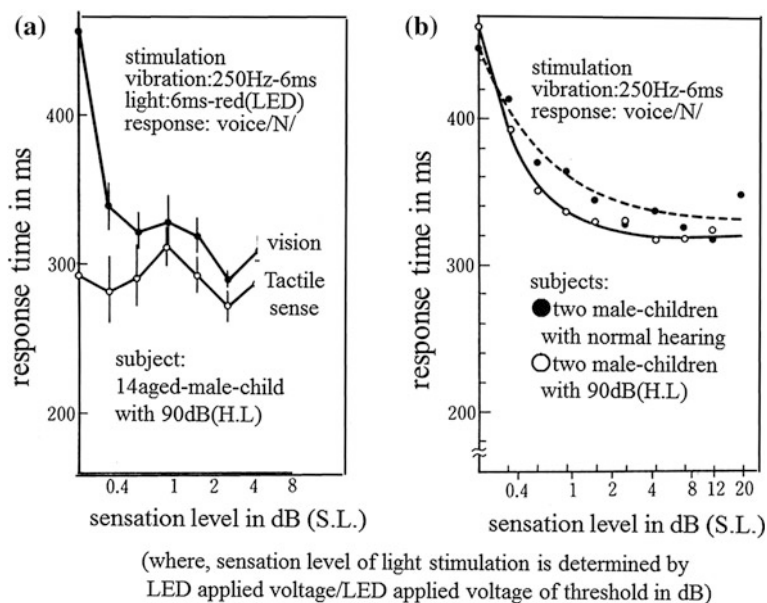 (a)
stimulation
vibration:250Hz-6ms
light:6ms-red(LED)
response: voice/N/
400
300
200
response time in ms
vision
Tactile
sense
subject:
14aged-male-child
with 90dB(H.L)
0.4 1 2 4 8
sensation level in dB (S.L.)
(b)
stimulation
vibration:250Hz-6ms
response: voice/N/
400
320
240
response time in ms
subjects:
two male-children
with normal hearing
two male-children
with 90dB(H.L)
0.4 1 2 4 8 12 20
sensation level in dB (S.L.)
(where, sensation level of light stimulation is determined by
LED applied voltage/LED applied voltage of threshold in dB)